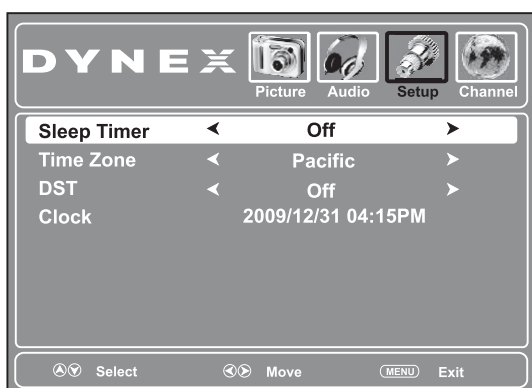 DYNEX
Picture Audio Setup Channel
Sleep Timer Off
Time Zone Pacific
DST Off
Clock 2009/12/31 04:15PM
Select Move MENU Exit